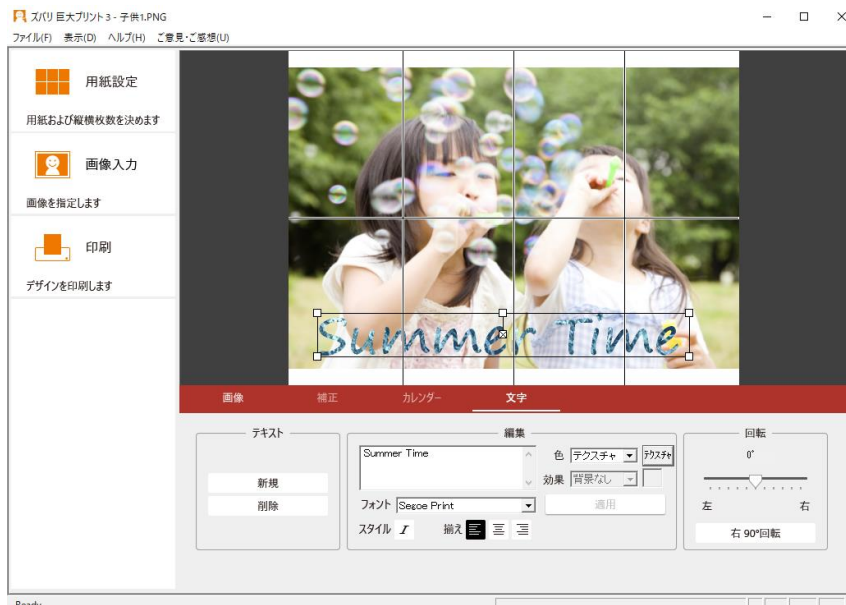 ズバリ 巨大プリント 3 - 子供1.PNG
ファイル(F) 表示(D) ヘルプ(H) ご意見・ご感想(U)
用紙設定
用紙および縦横枚数を決めます
画像入力
画像を指定します
印刷
デザインを印刷します
Summer Time
画像 補正 カレンダー 文字
テキスト
新規
削除
編集
Summer Time
色 テクスチャ テクスチャ
効果 背景なし
フォント Segoe Print
適用
スタイル I 揃え
回転
0°
左 右
右 90°回転
Ready